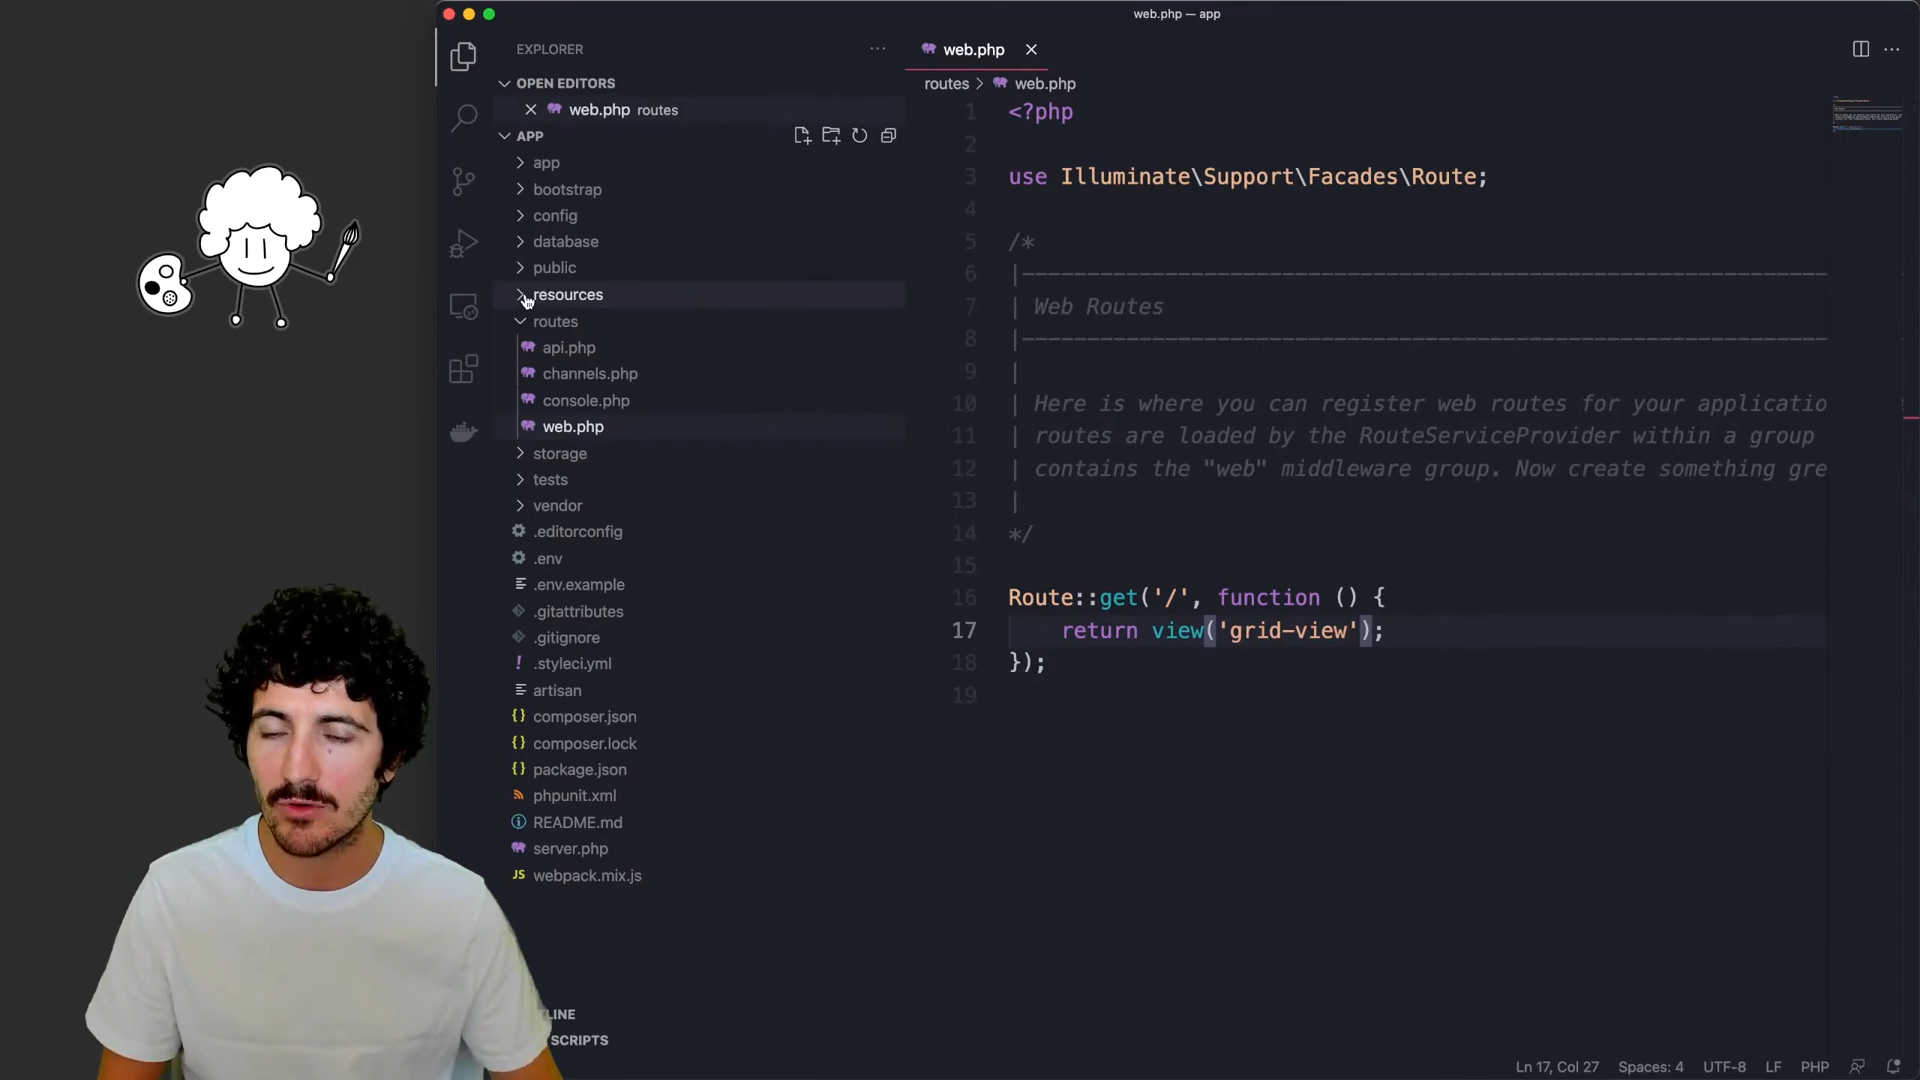 web.php — app
EXPLORER
OPEN EDITORS
web.php routes
APP
app
bootstrap
config
database
public
resources
routes
api.php
channels.php
console.php
web.php
storage
tests
vendor
.editorconfig
.env
.env.example
.gitattributes
.gitignore
! .styleci.yml
artisan
{} composer.json
{} composer.lock
{} package.json
phpunit.xml
README.md
server.php
JS webpack.mix.js
LINE
SCRIPTS
web.php
routes > web.php
1 <?php
2
3 use Illuminate\Support\Facades\Route;
4
5 /*
6 |--------------------------------------------------------------
7 | Web Routes
8 |--------------------------------------------------------------
9 |
10 | Here is where you can register web routes for your applicatio
11 | routes are loaded by the RouteServiceProvider within a group
12 | contains the "web" middleware group. Now create something gre
13 |
14 */
15
16 Route::get('/', function () {
17 return view('grid-view');
18 });
19
Ln 17, Col 27 Spaces: 4 UTF-8 LF PHP